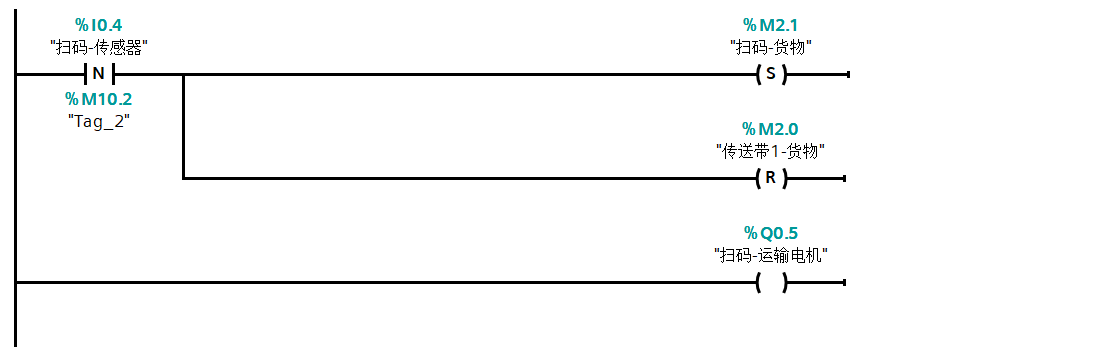 %I0.4
"扫码-传感器"
N
%M10.2
"Tag_2"
%M2.1
"扫码-货物"
S
%M2.0
"传送带1-货物"
R
%Q0.5
"扫码-运输电机"